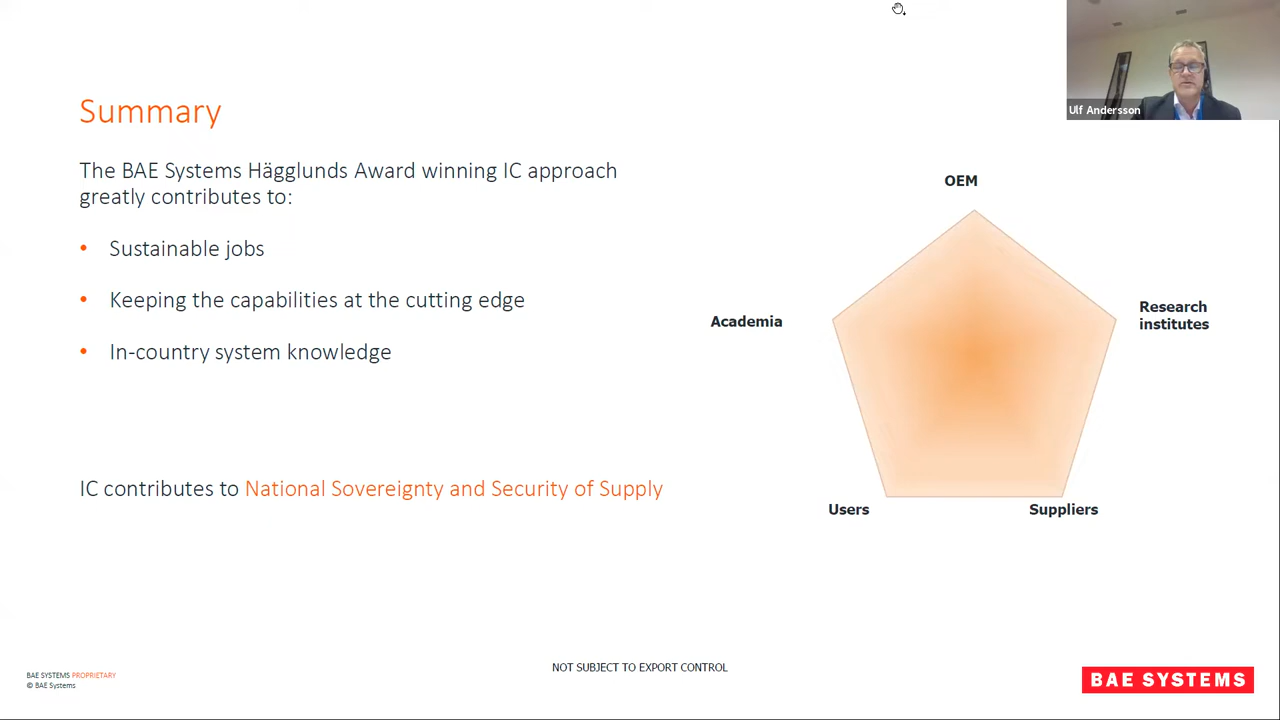 Ulf Andersson
Summary
The BAE Systems Hägglunds Award winning IC approach
greatly contributes to:
• Sustainable jobs
• Keeping the capabilities at the cutting edge
• In-country system knowledge
IC contributes to National Sovereignty and Security of Supply
OEM
Research
institutes
Academia
Users
Suppliers
BAE SYSTEMS PROPRIETARY
© BAE Systems
NOT SUBJECT TO EXPORT CONTROL
BAE SYSTEMS